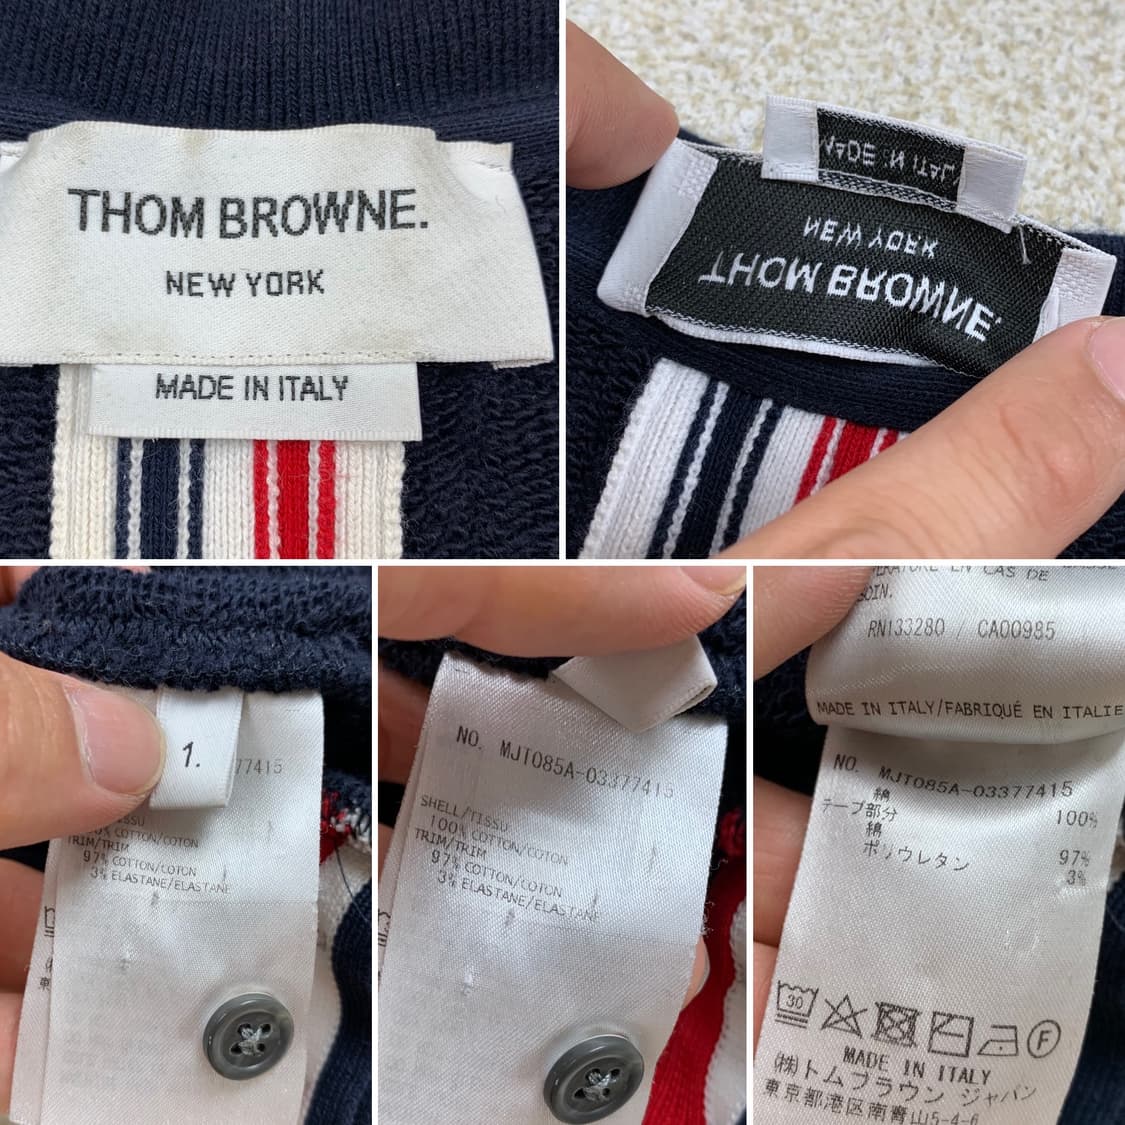 THOM BROWNE.
NEW YORK
MADE IN ITALY
MADE IN ITALY
NEW YORK
THOM BROWNE.
1.
77415
COTTON/COTON
TRIM/TRIM
97% COTTON/COTON
3% ELASTANE/ELASTANE
NO. MJT085A-03377415
SHELL/TISSU
100% COTTON/COTON
TRIM/TRIM
97% COTTON/COTON
3% ELASTANE/ELASTANE
EN CAS DE
RN133280 / CA00985
MADE IN ITALY/FABRIQUÉ EN ITALIE
NO. MJT085A-03377415
綿 100%
テープ部分
綿 97%
ポリウレタン 3%
30
F
MADE IN ITALY
(株)トムブラウン ジャパン
東京都港区南青山5-4-6